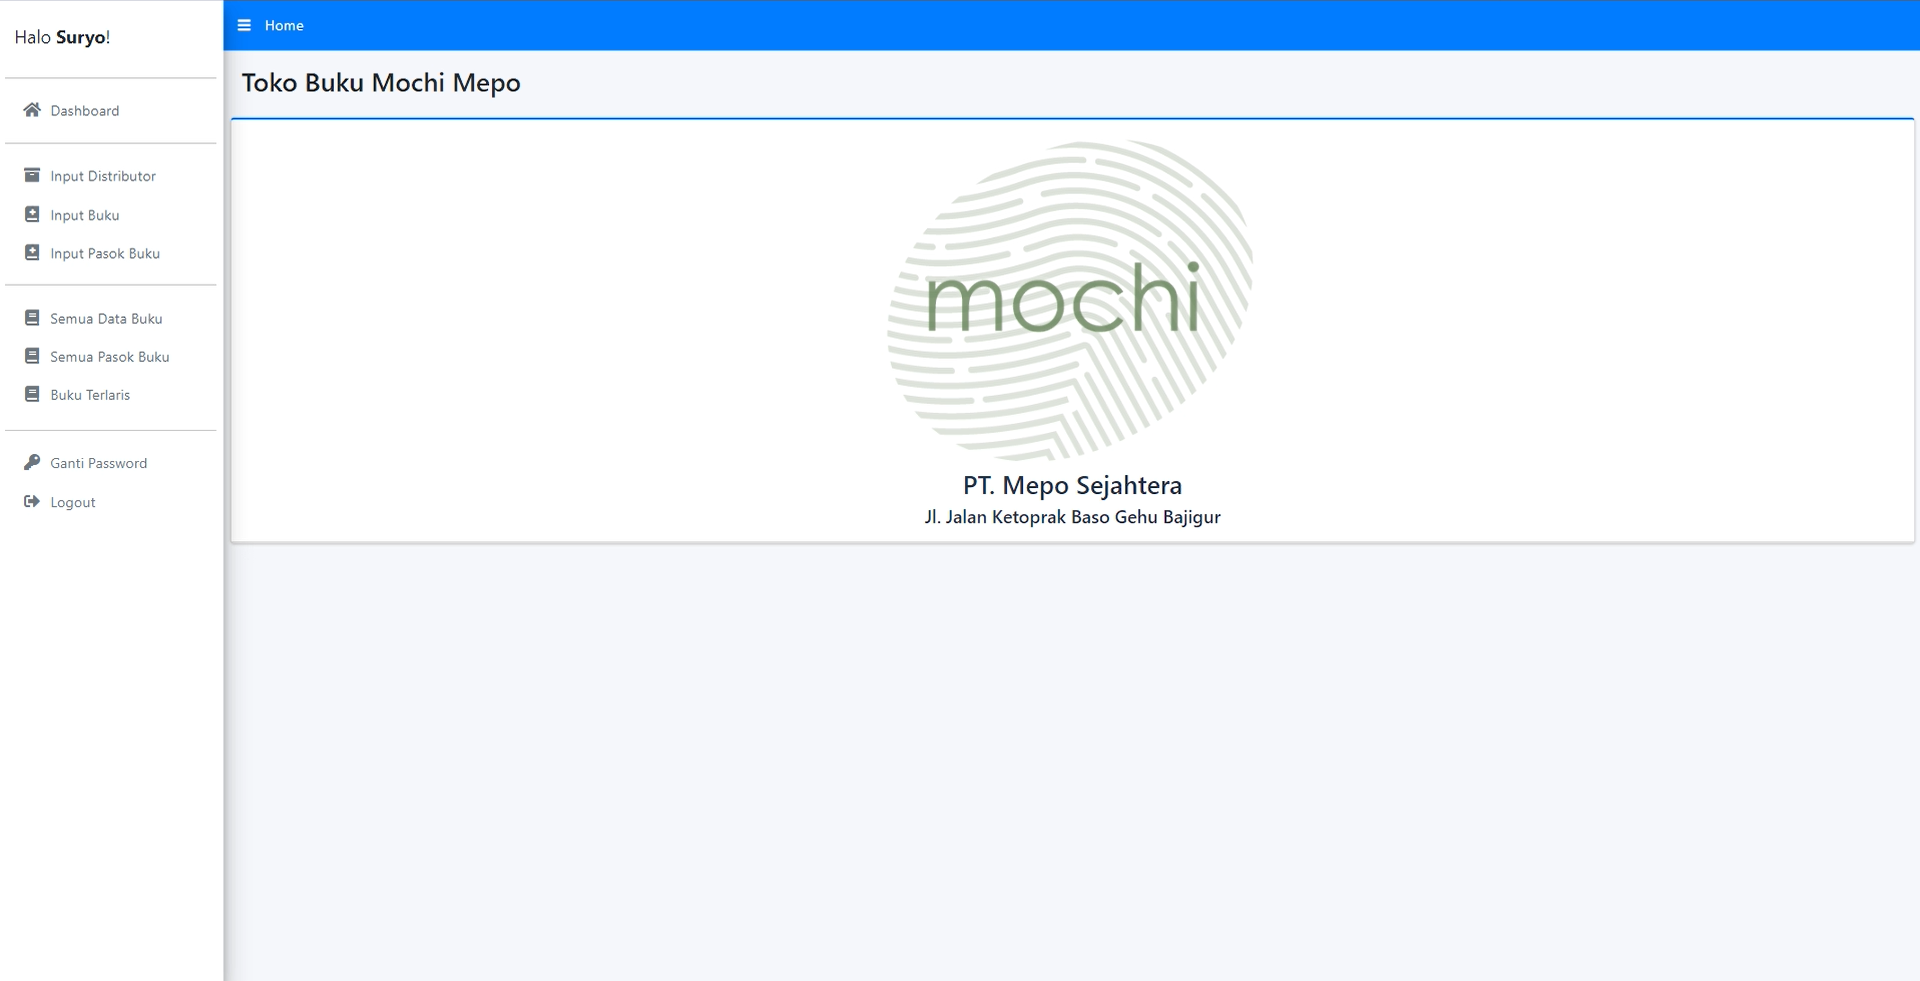 Halo Suryo!
Dashboard
Input Distributor
Input Buku
Input Pasok Buku
Semua Data Buku
Semua Pasok Buku
Buku Terlaris
Ganti Password
Logout
Home
Toko Buku Mochi Mepo
mochi
PT. Mepo Sejahtera
Jl. Jalan Ketoprak Baso Gehu Bajigur